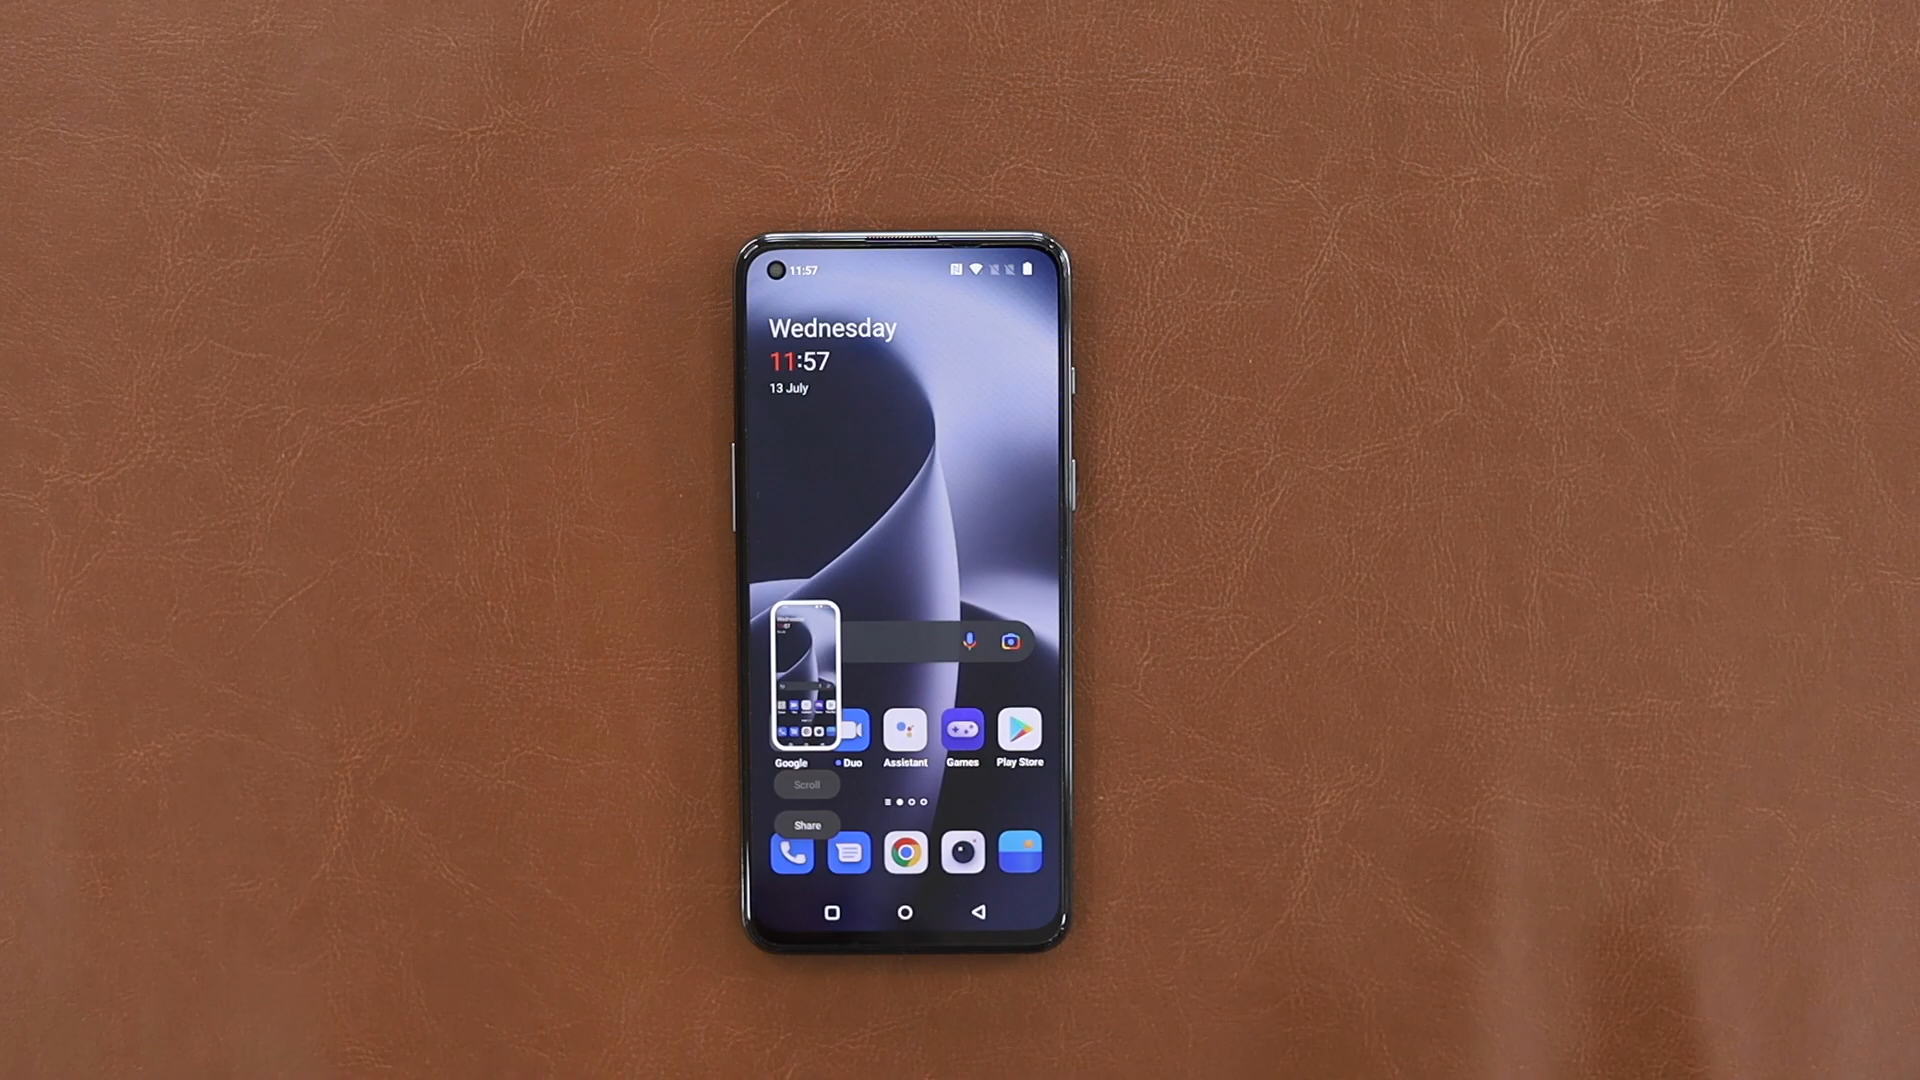 11:57
Wednesday
11:57
13 July
Google
Duo
Assistant
Games
Play Store
Scroll
Share